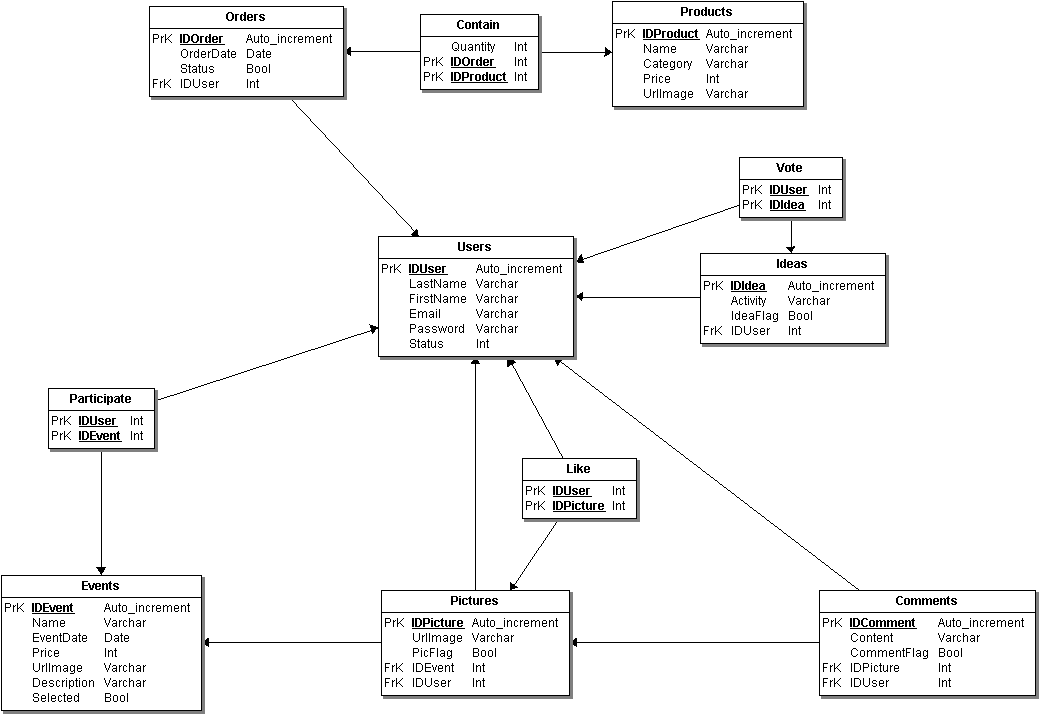 Orders
PrK IDOrder Auto_increment
OrderDate Date
Status Bool
FrK IDUser Int
Contain
Quantity Int
PrK IDOrder Int
PrK IDProduct Int
Products
PrK IDProduct Auto_increment
Name Varchar
Category Varchar
Price Int
UrlImage Varchar
Vote
PrK IDUser Int
PrK IDIdea Int
Users
PrK IDUser Auto_increment
LastName Varchar
FirstName Varchar
Email Varchar
Password Varchar
Status Int
Ideas
PrK IDIdea Auto_increment
Activity Varchar
IdeaFlag Bool
FrK IDUser Int
Participate
PrK IDUser Int
PrK IDEvent Int
Like
PrK IDUser Int
PrK IDPicture Int
Events
PrK IDEvent Auto_increment
Name Varchar
EventDate Date
Price Int
UrlImage Varchar
Description Varchar
Selected Bool
Pictures
PrK IDPicture Auto_increment
UrlImage Varchar
PicFlag Bool
FrK IDEvent Int
FrK IDUser Int
Comments
PrK IDComment Auto_increment
Content Varchar
CommentFlag Bool
FrK IDPicture Int
FrK IDUser Int